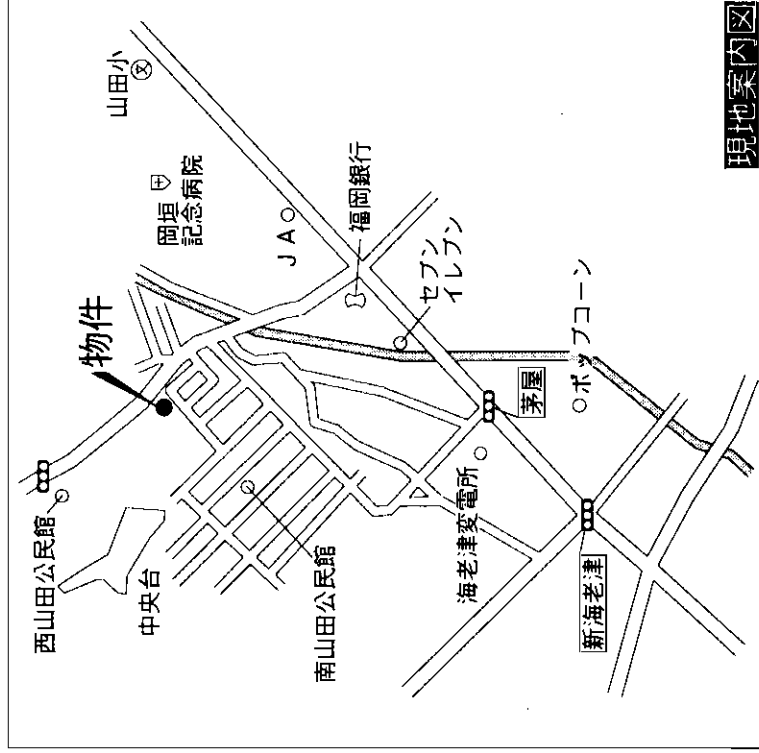 山田小
文
岡垣
記念病院
JA
福岡銀行
物件
セブン
イレブン
西山田公民館
中央台
茅屋
ポップコーン
南山田公民館
海老津変電所
新海老津
現地案内図